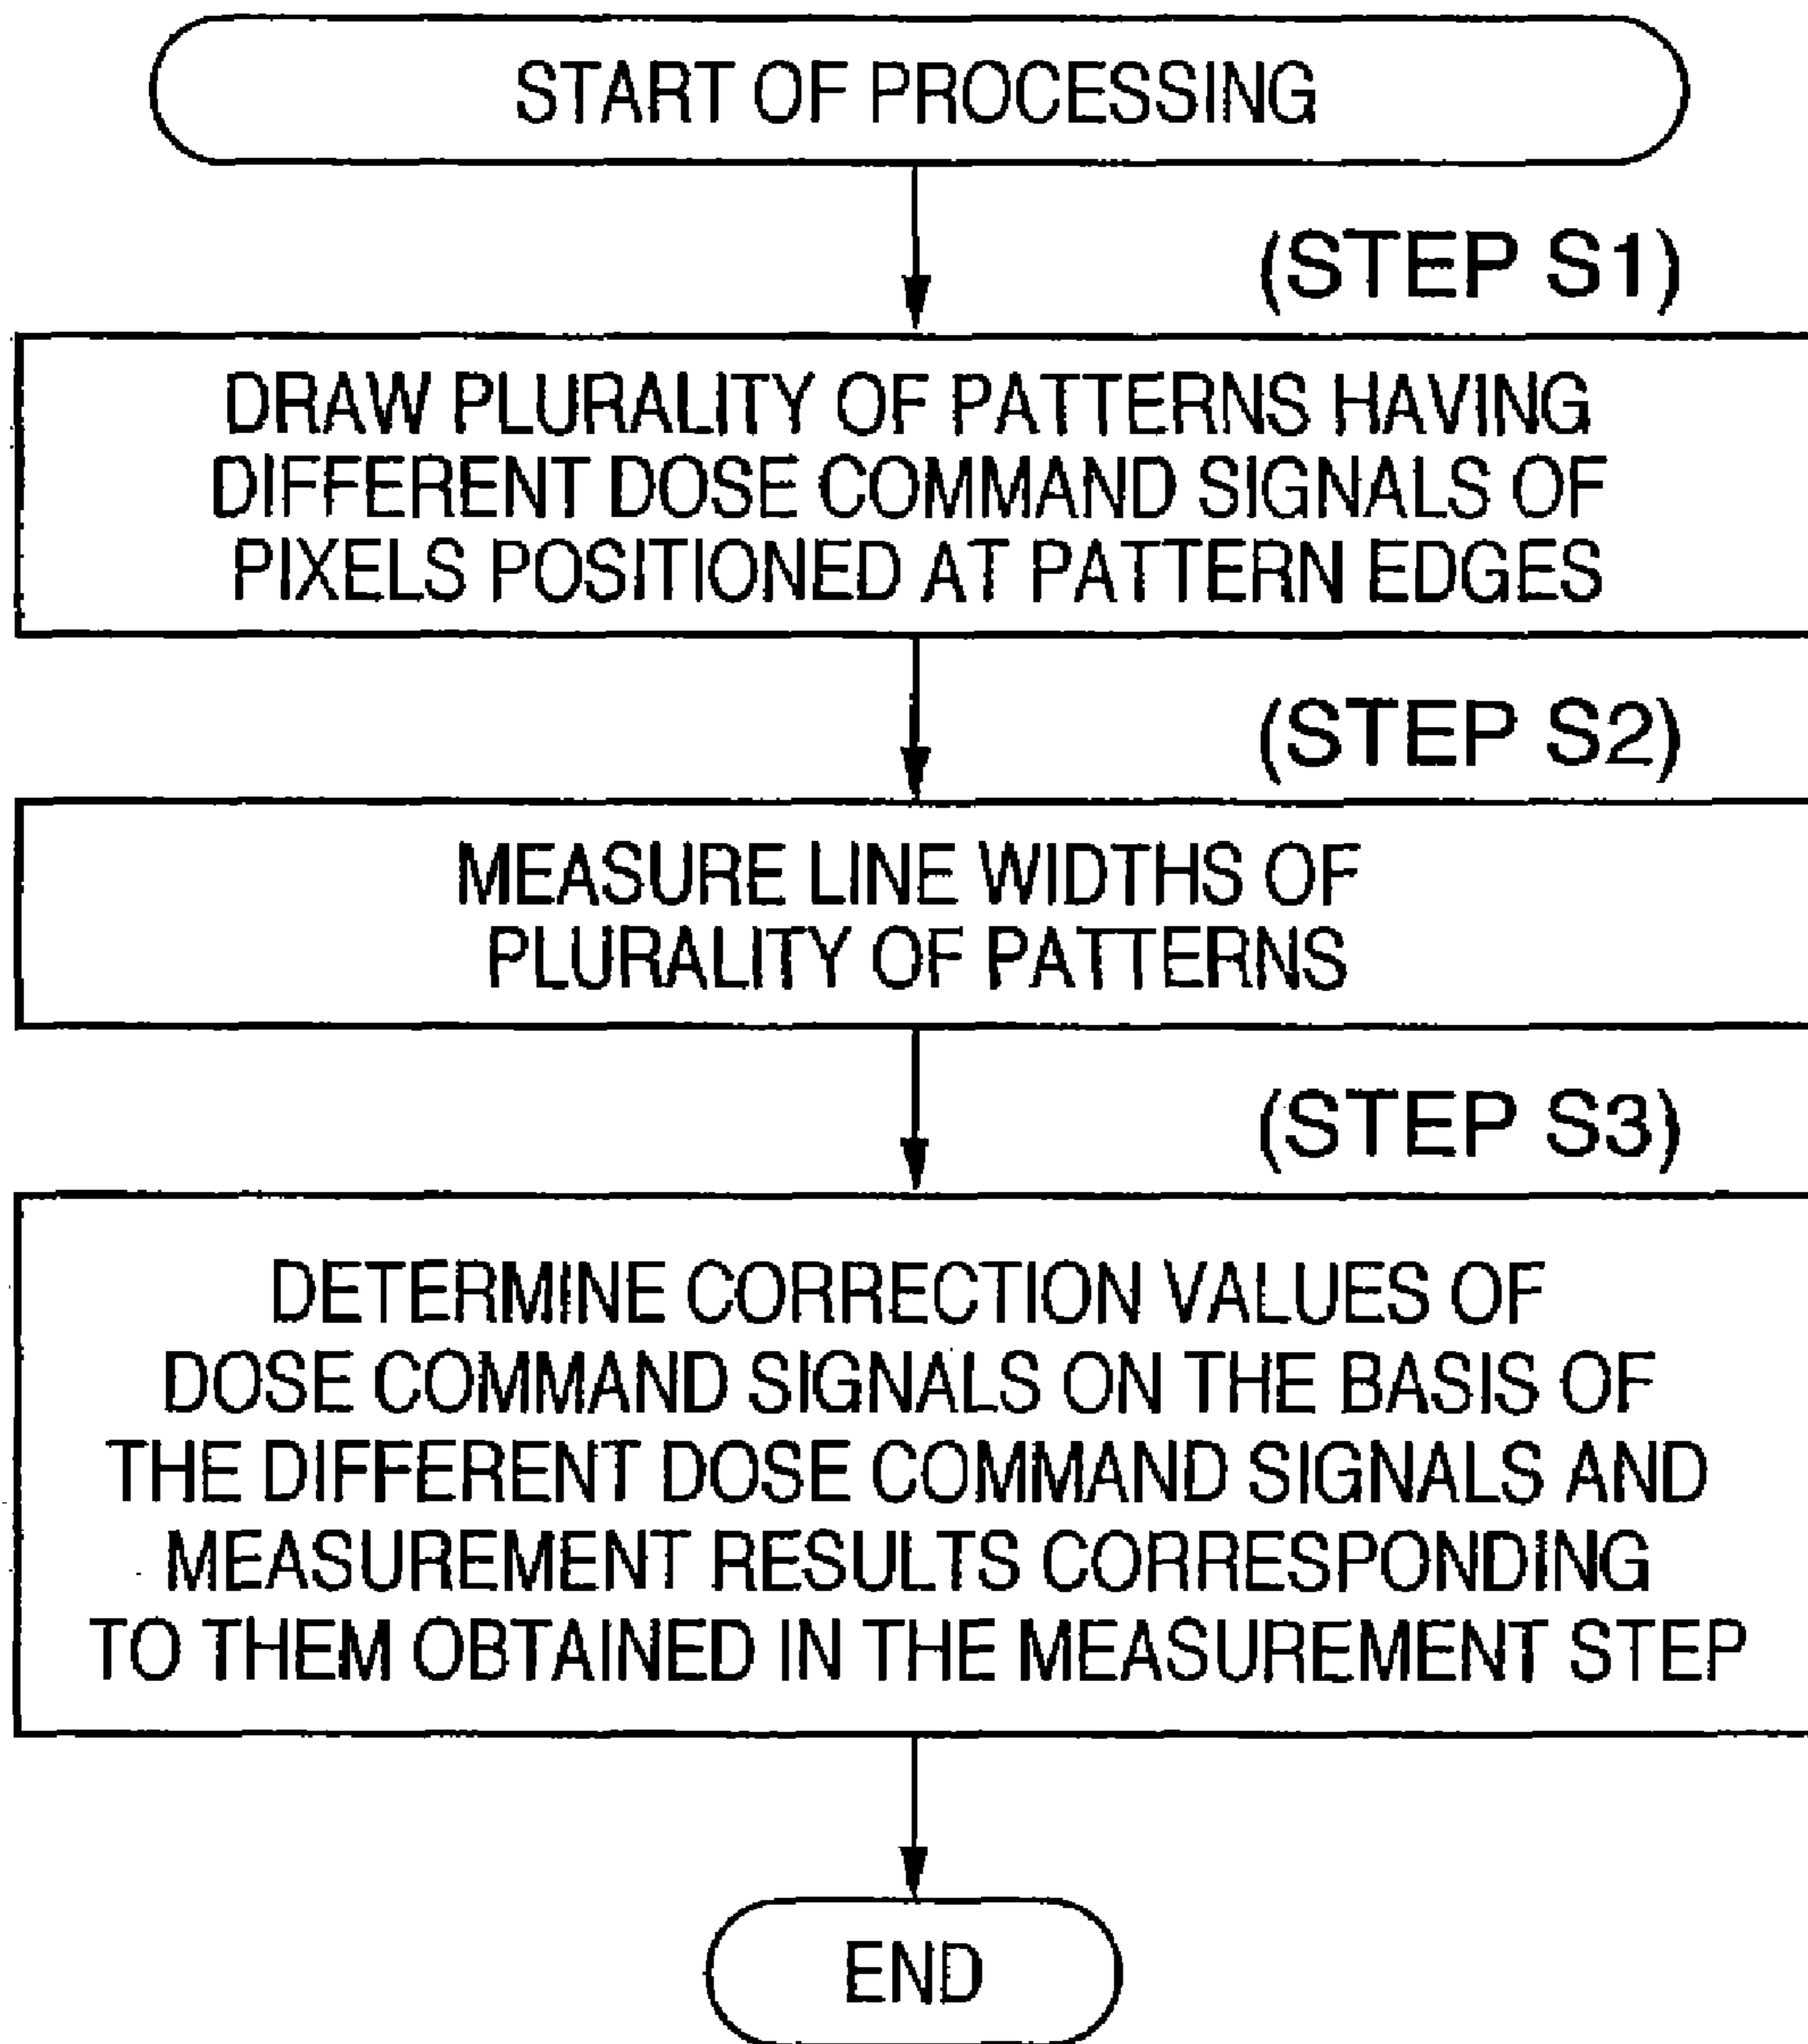 START OF PROCESSING
(STEP S1)
DRAW PLURALITY OF PATTERNS HAVING
DIFFERENT DOSE COMMAND SIGNALS OF
PIXELS POSITIONED AT PATTERN EDGES
(STEP S2)
MEASURE LINE WIDTHS OF
PLURALITY OF PATTERNS
(STEP S3)
DETERMINE CORRECTION VALUES OF
DOSE COMMAND SIGNALS ON THE BASIS OF
THE DIFFERENT DOSE COMMAND SIGNALS AND
MEASUREMENT RESULTS CORRESPONDING
TO THEM OBTAINED IN THE MEASUREMENT STEP
END